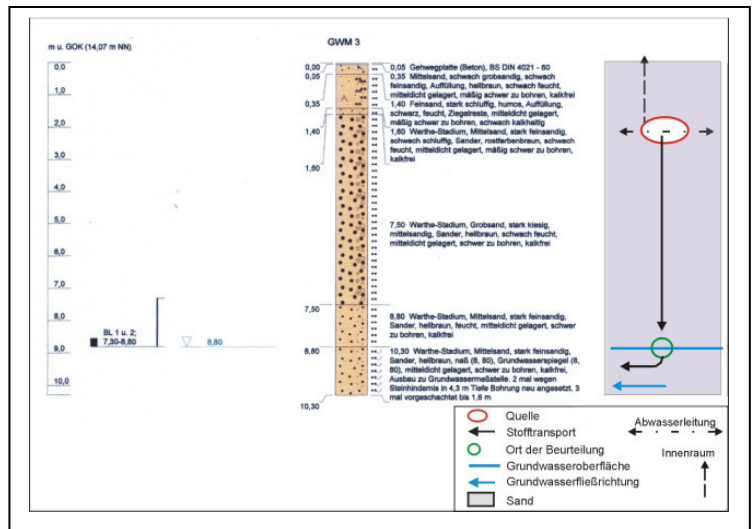 m u. GOK (14,07 m NN)
GWM 3
0,0
1,0
2,0
3,0
4,0
5,0
6,0
7,0
8,0
9,0
10,0
BL 1 u. 2;
7,30-8,80
8,80
0,00
0,05
0,35
1,40
1,60
7,50
8,80
10,30
0,05 Gehwegplatte (Beton), BS DIN 4021 - 60
0,35 Mittelsand, schwach grobsandig, schwach
feinsandig, Auffüllung, hellbraun, schwach feucht,
mitteldicht gelagert, mäßig schwer zu bohren, kalkfrei
1,40 Feinsand, stark schluffig, humos, Auffüllung,
schwarz, feucht, Ziegelreste, mitteldicht gelagert,
mäßig schwer zu bohren, schwach kalkhaltig
1,60 Warthe-Stadium, Mittelsand, stark feinsandig,
schwach schluffig, Sander, rostfarbenbraun, schwach
feucht, mitteldicht gelagert, mäßig schwer zu bohren,
kalkfrei
7,50 Warthe-Stadium, Grobsand, stark kiesig,
mittelsandig, Sander, hellbraun, schwach feucht,
mitteldicht gelagert, schwer zu bohren, kalkfrei
8,80 Warthe-Stadium, Mittelsand, stark feinsandig,
Sander, hellbraun, feucht, mitteldicht gelagert, schwer
zu bohren, kalkfrei
10,30 Warthe-Stadium, Mittelsand, stark feinsandig,
Sander, hellbraun, naß (8, 80), Grundwasserspiegel (8,
80), mitteldicht gelagert, schwer zu bohren, kalkfrei,
Ausbau zu Grundwassermeßstelle. 2 mal wegen
Steinhindernis in 4,3 m Tiefe Bohrung neu angesetzt. 3
mal vorgeschachtet bis 1,6 m
Quelle
Stofftransport
Ort der Beurteilung
Grundwasseroberfläche
Grundwasserfließrichtung
Sand
Abwasserleitung
Innenraum